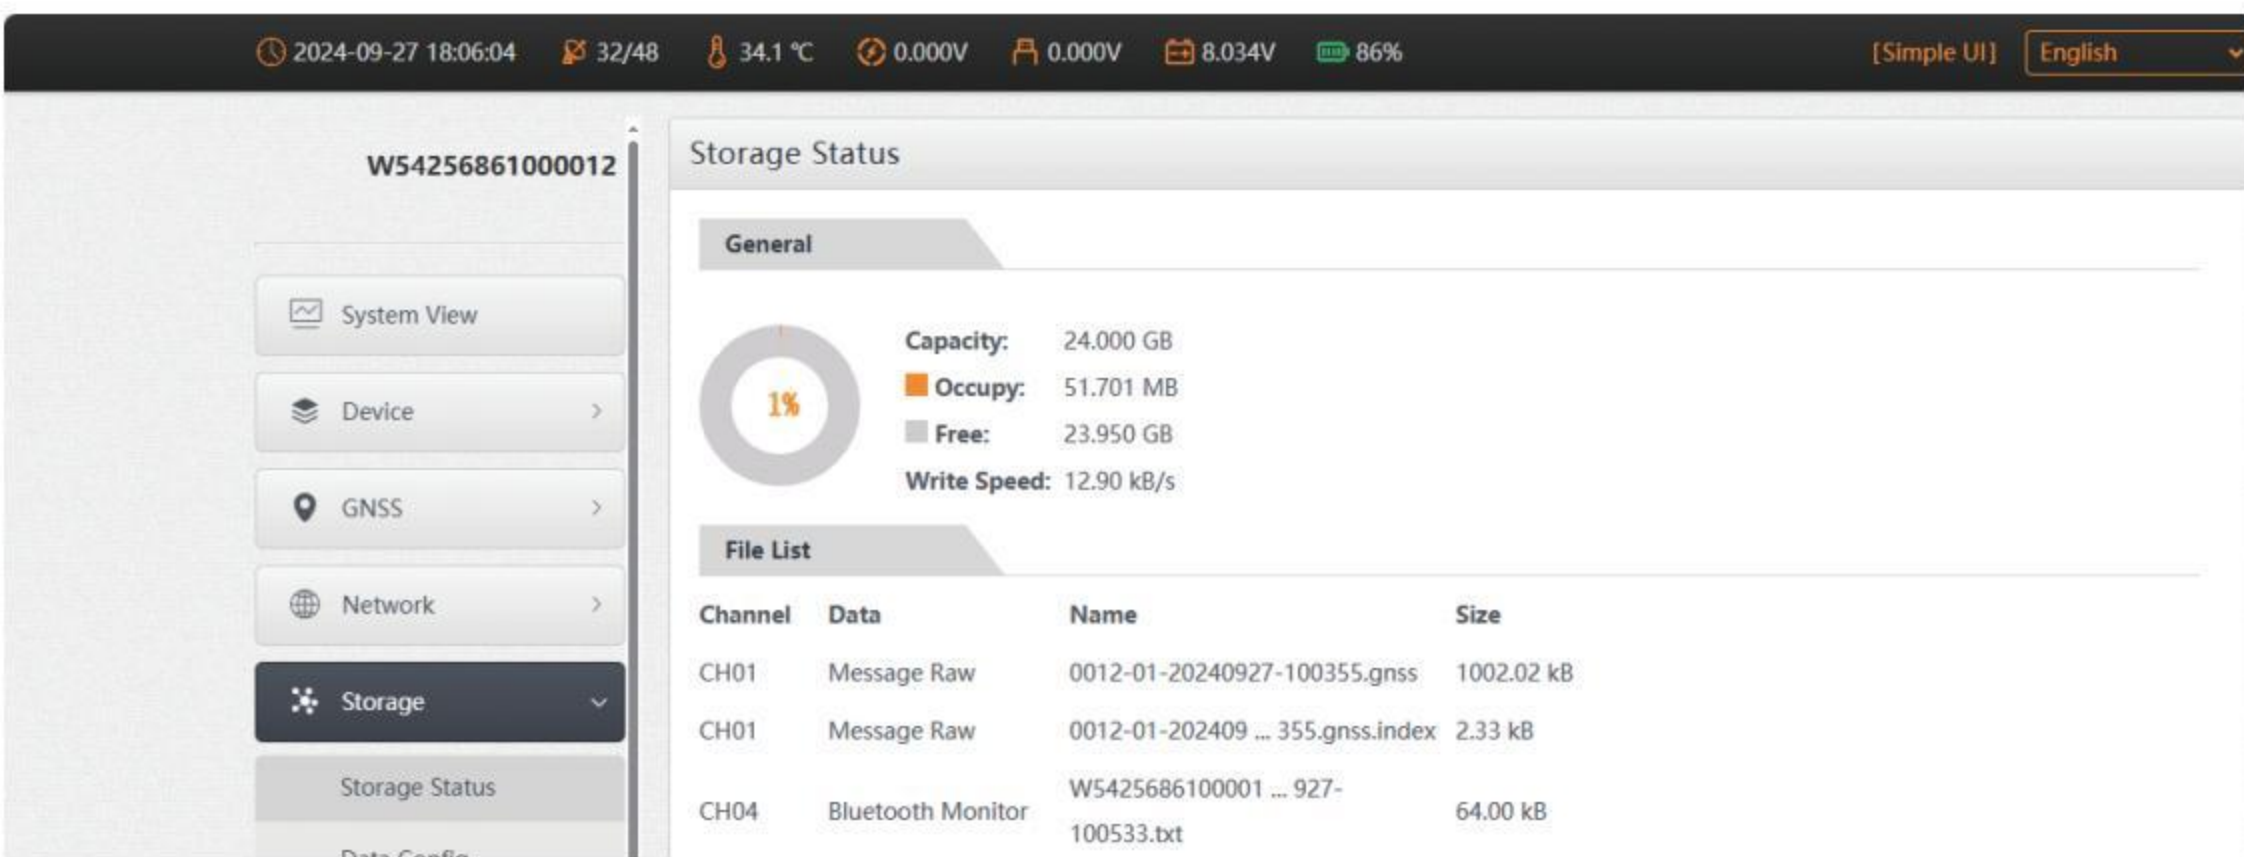 2024-09-27 18:06:04 32/48 34.1 ℃ 0.000V 0.000V 8.034V 86% [Simple UI] English
W54256861000012
System View
Device
GNSS
Network
Storage
Storage Status
Data Config
Storage Status
General
1%
Capacity: 24.000 GB
Occupy: 51.701 MB
Free: 23.950 GB
Write Speed: 12.90 kB/s
File List
Channel Data Name Size
CH01 Message Raw 0012-01-20240927-100355.gnss 1002.02 kB
CH01 Message Raw 0012-01-202409 ... 355.gnss.index 2.33 kB
CH04 Bluetooth Monitor W5425686100001 ... 927-100533.txt 64.00 kB